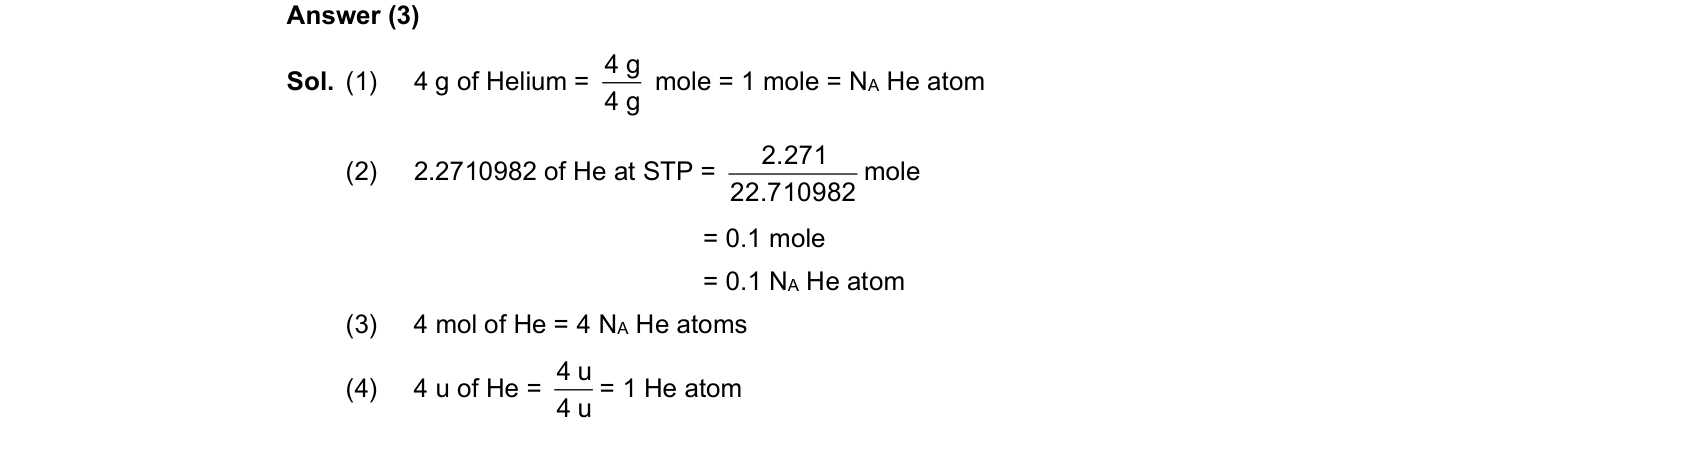 Answer (3)
Sol. (1) 4 g of Helium = 4 g / 4 g mole = 1 mole = NA He atom
(2) 2.2710982 of He at STP = 2.271 / 22.710982 mole
= 0.1 mole
= 0.1 NA He atom
(3) 4 mol of He = 4 NA He atoms
(4) 4 u of He = 4 u / 4 u = 1 He atom